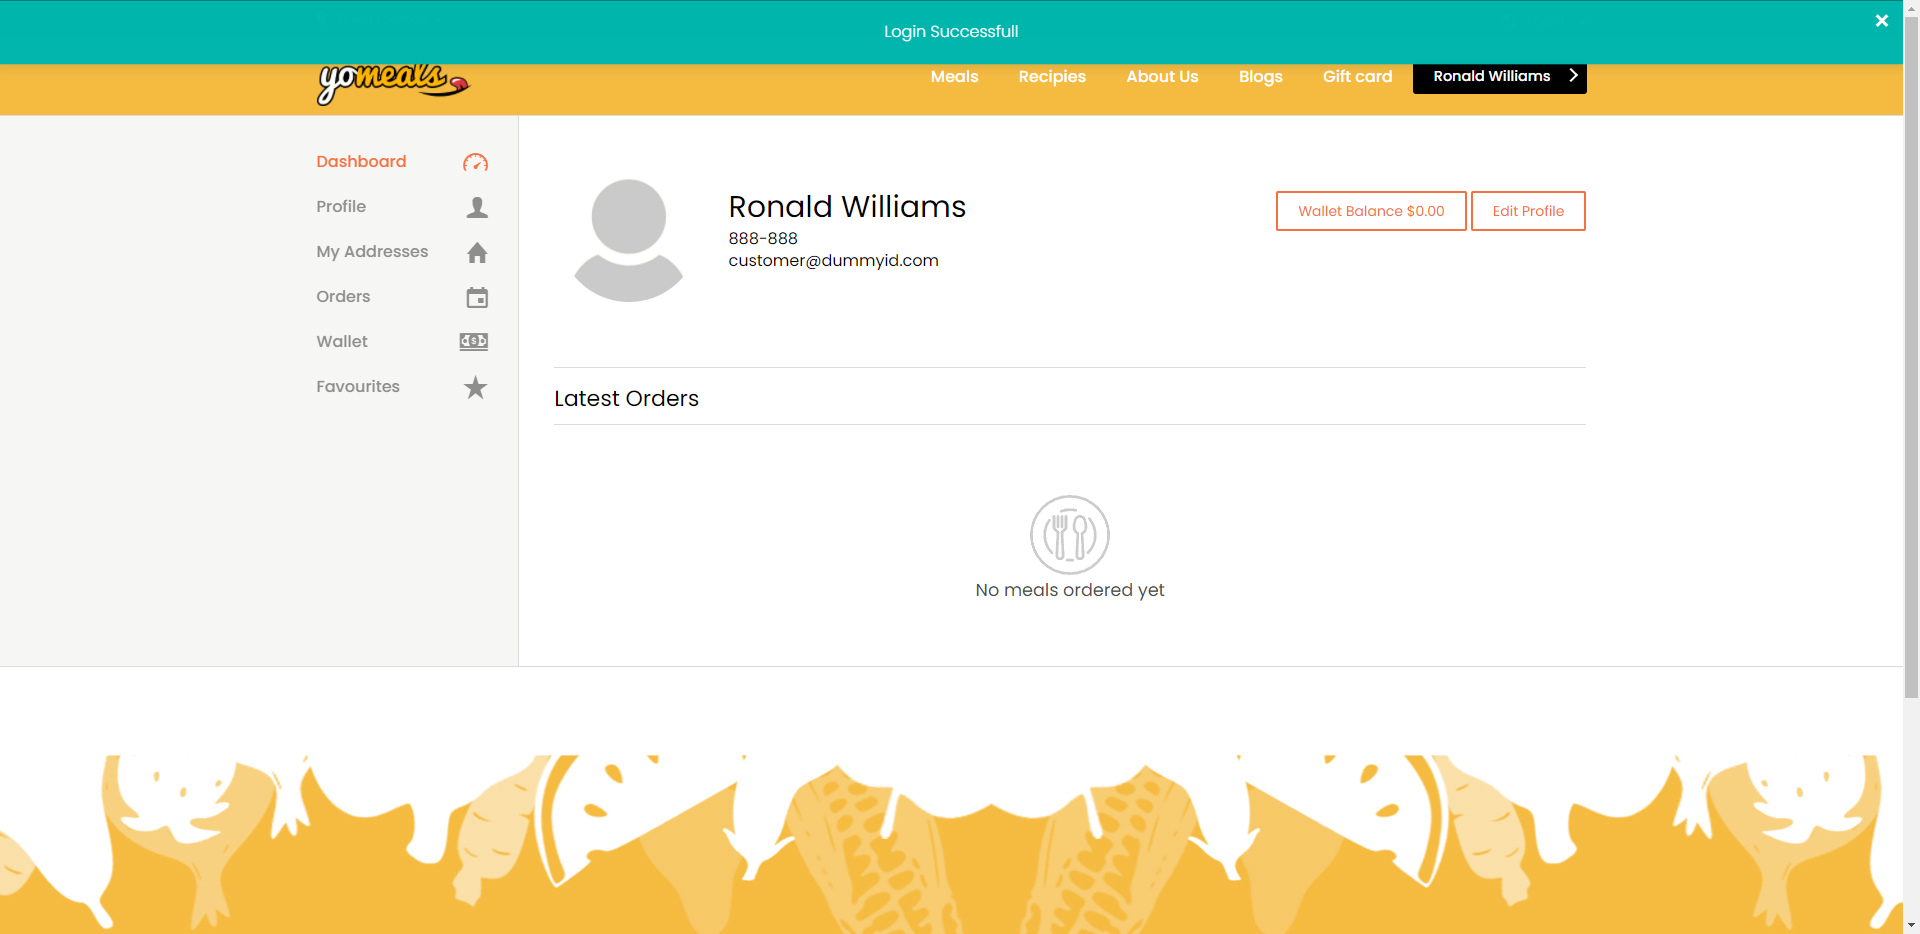 Login Successfull
yomeals
Meals Recipies About Us Blogs Gift card Ronald Williams
Dashboard
Profile
My Addresses
Orders
Wallet
Favourites
Ronald Williams
888-888
customer@dummyid.com
Wallet Balance $0.00 Edit Profile
Latest Orders
No meals ordered yet